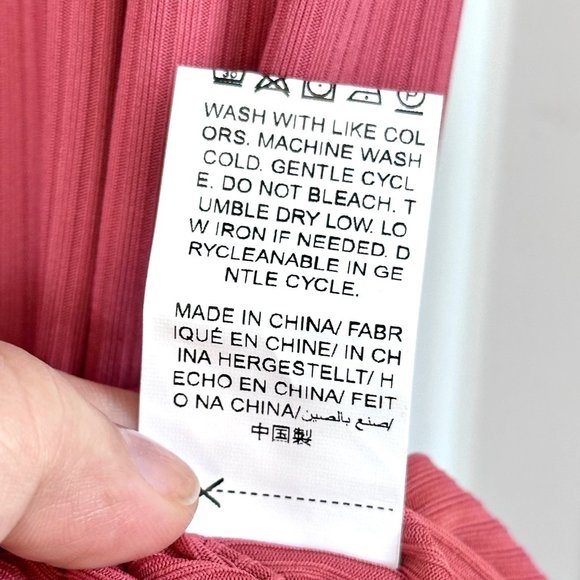 30 P
WASH WITH LIKE COL
ORS. MACHINE WASH
COLD. GENTLE CYCL
E. DO NOT BLEACH. T
UMBLE DRY LOW. LO
W IRON IF NEEDED. D
RYCLEANABLE IN GE
NTLE CYCLE.
MADE IN CHINA/ FABR
IQUÉ EN CHINE/ IN CH
INA HERGESTELLT/ H
ECHO EN CHINA/ FEIT
O NA CHINA/صنع بالصين/
中国製